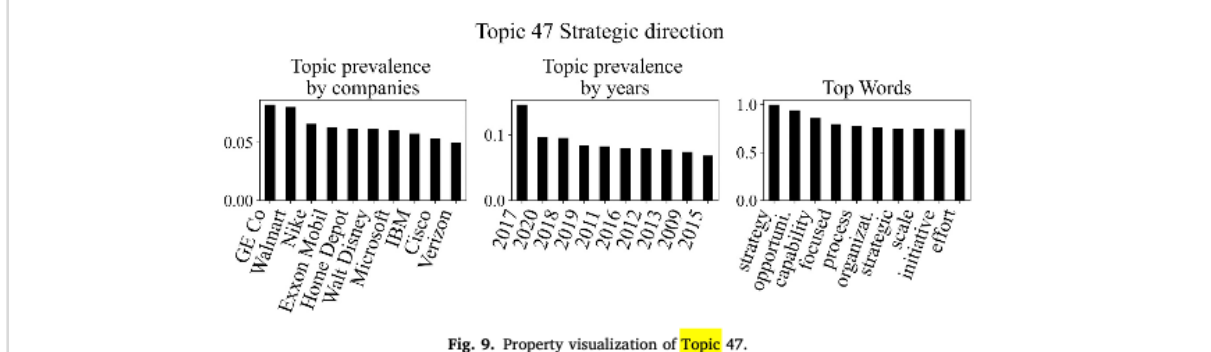 Topic 47 Strategic direction
Topic prevalence
by companies
0.05
0.00
GE Co
Walmart
Nike
Exxon Mobil
Home Depot
Walt Disney
Microsoft
IBM
Cisco
Verizon
Topic prevalence
by years
0.1
0.0
2017
2020
2018
2019
2011
2016
2012
2013
2009
2015
Top Words
1.0
0.5
0.0
strategy
opportuni.
capability
focused
process
organizat.
strategic
scale
initiative
effort
Fig. 9. Property visualization of Topic 47.